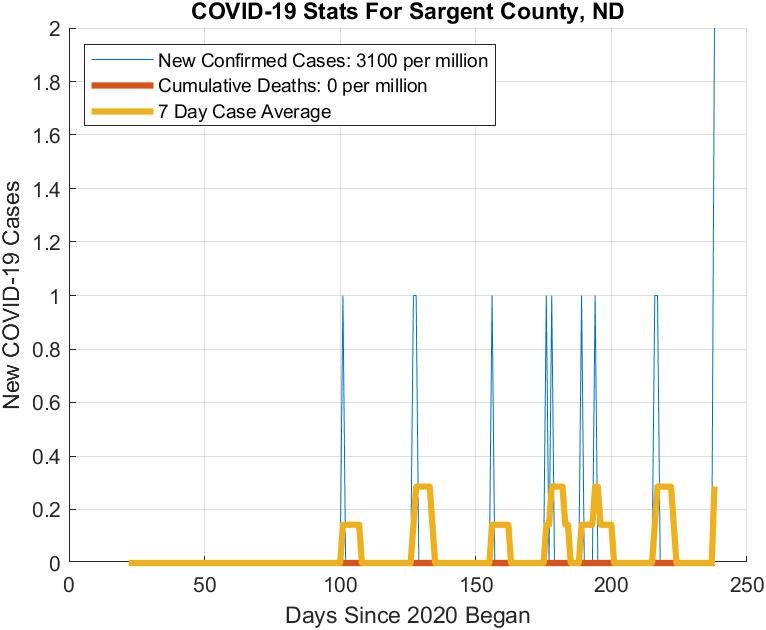 COVID-19 Stats For Sargent County, ND
New Confirmed Cases: 3100 per million
Cumulative Deaths: 0 per million
7 Day Case Average
New COVID-19 Cases
2
1.8
1.6
1.4
1.2
1
0.8
0.6
0.4
0.2
0
0 50 100 150 200 250
Days Since 2020 Began